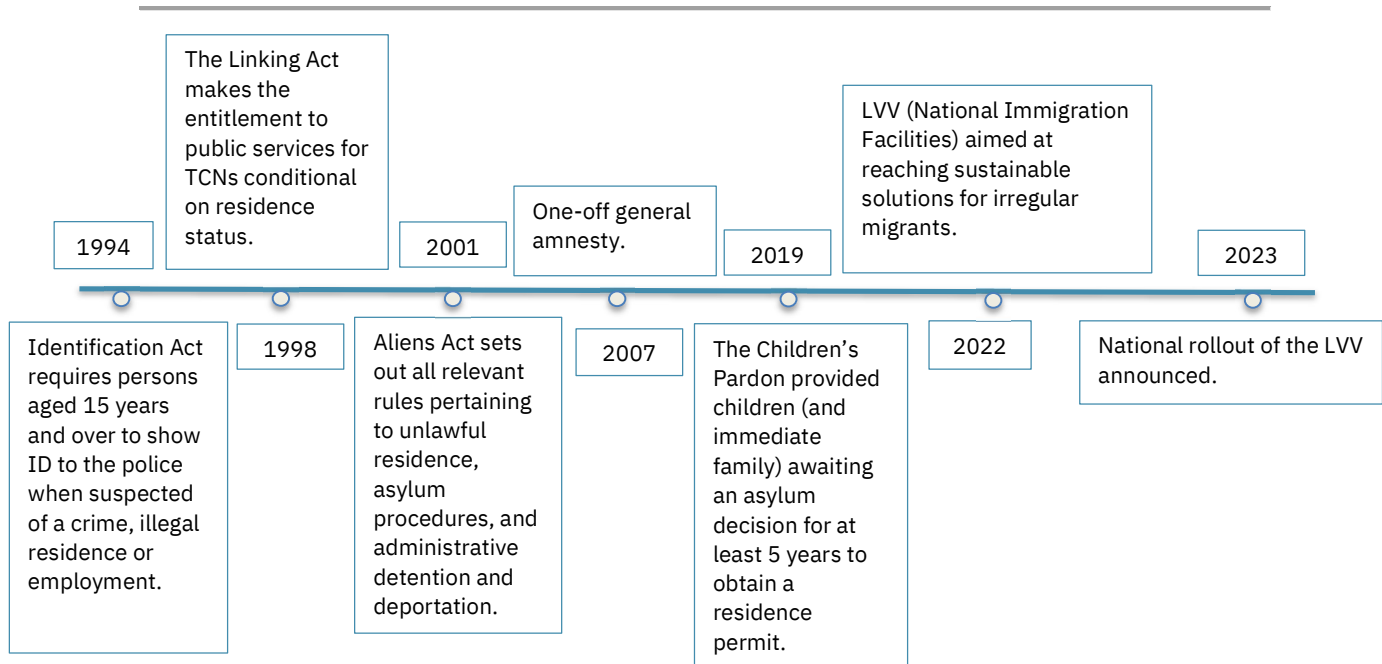 1994
Identification Act
requires persons
aged 15 years
and over to show
ID to the police
when suspected
of a crime, illegal
residence or
employment.
The Linking Act
makes the
entitlement to
public services for
TCNs conditional
on residence
status.
1998
2001
Aliens Act sets
out all relevant
rules pertaining
to unlawful
residence,
asylum
procedures, and
administrative
detention and
deportation.
One-off general
amnesty.
2007
2019
The Children’s
Pardon provided
children (and
immediate
family) awaiting
an asylum
decision for at
least 5 years to
obtain a
residence
permit.
LVV (National Immigration
Facilities) aimed at
reaching sustainable
solutions for irregular
migrants.
2022
2023
National rollout of the LVV
announced.